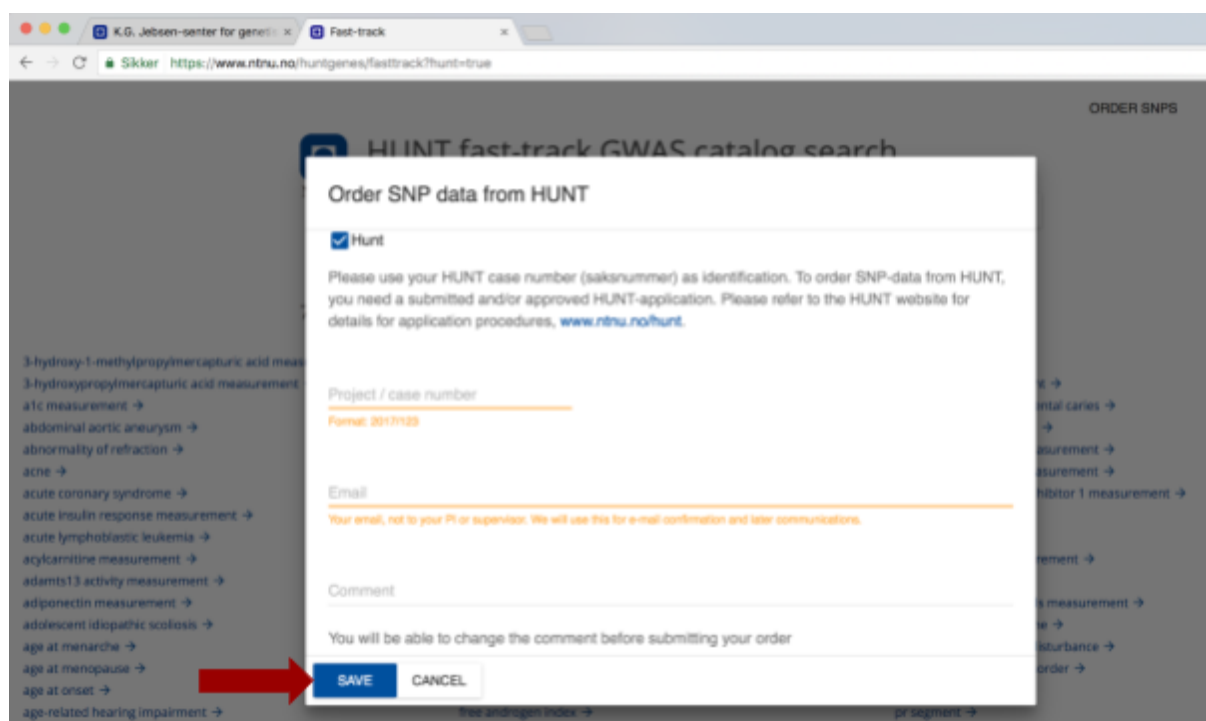 K.G. Jebsen-senter for geneti
Fast-track
Sikker https://www.ntnu.no/huntgenes/fasttrack?hunt=true
ORDER SNPS
HUNT fast-track GWAS catalog search
Order SNP data from HUNT
Hunt
Please use your HUNT case number (saksnummer) as identification. To order SNP-data from HUNT,
you need a submitted and/or approved HUNT-application. Please refer to the HUNT website for
details for application procedures, www.ntnu.no/hunt.
Project / case number
Format: 2017/123
Email
Your email, not to your PI or supervisor. We will use this for e-mail confirmation and later communications.
Comment
You will be able to change the comment before submitting your order
SAVE CANCEL
3-hydroxy-1-methylpropylmercapturic acid meas
3-hydroxypropylmercapturic acid measurement
a1c measurement →
abdominal aortic aneurysm →
abnormality of refraction →
acne →
acute coronary syndrome →
acute insulin response measurement →
acute lymphoblastic leukemia →
acylcarnitine measurement →
adamts13 activity measurement →
adiponectin measurement →
adolescent idiopathic scoliosis →
age at menarche →
age at menopause →
age at onset →
age-related hearing impairment →
free androgen index →
ental caries →
→
asurement →
asurement →
hibitor 1 measurement →
rement →
s measurement →
ne →
isturbance →
order →
pr segment →